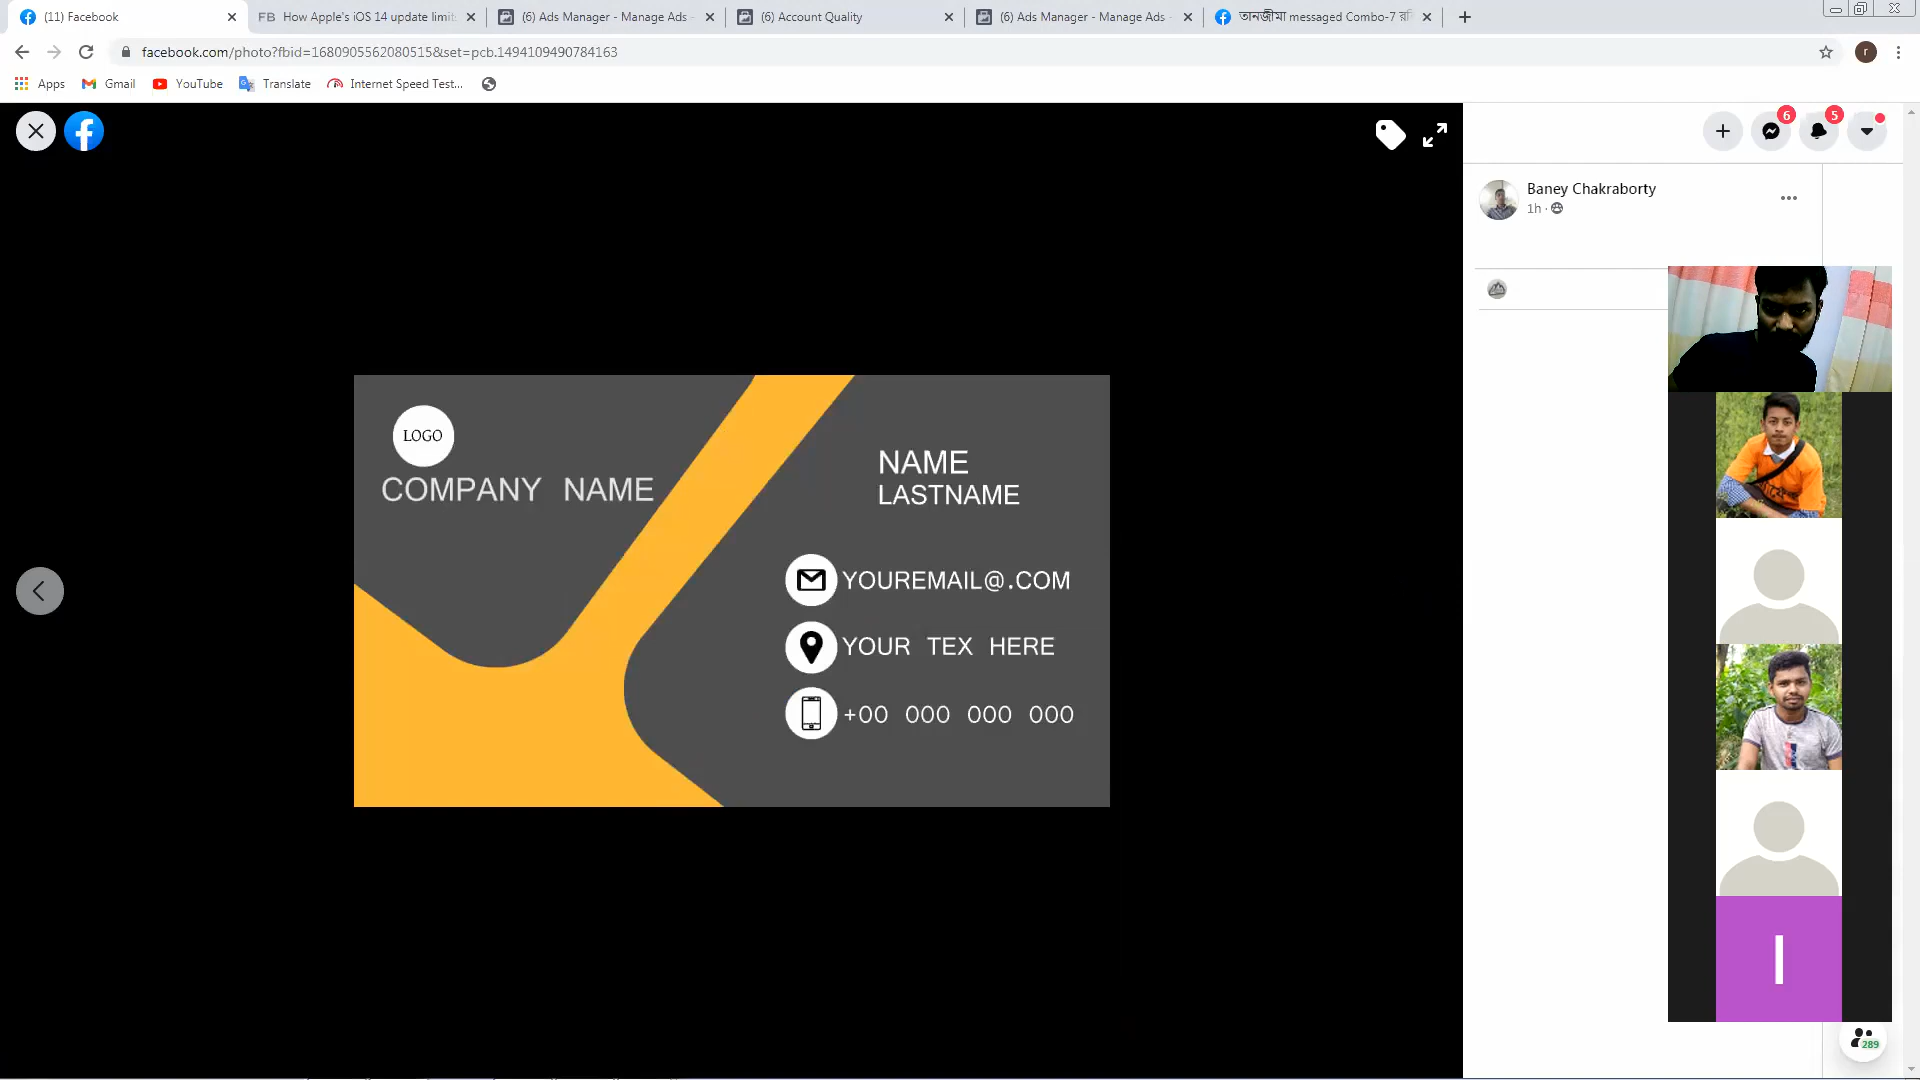 (11) Facebook
FB How Apple's iOS 14 update limit
(6) Ads Manager - Manage Ads -
(6) Account Quality
(6) Ads Manager - Manage Ads -
তানজীমা messaged Combo-7
facebook.com/photo?fbid=1680905562080515&set=pcb.1494109490784163
r
Apps
Gmail
YouTube
Translate
Internet Speed Test...
6
5
Baney Chakraborty
1h ·
LOGO
COMPANY NAME
NAME
LASTNAME
YOUREMAIL@.COM
YOUR TEX HERE
+00 000 000 000
I
289